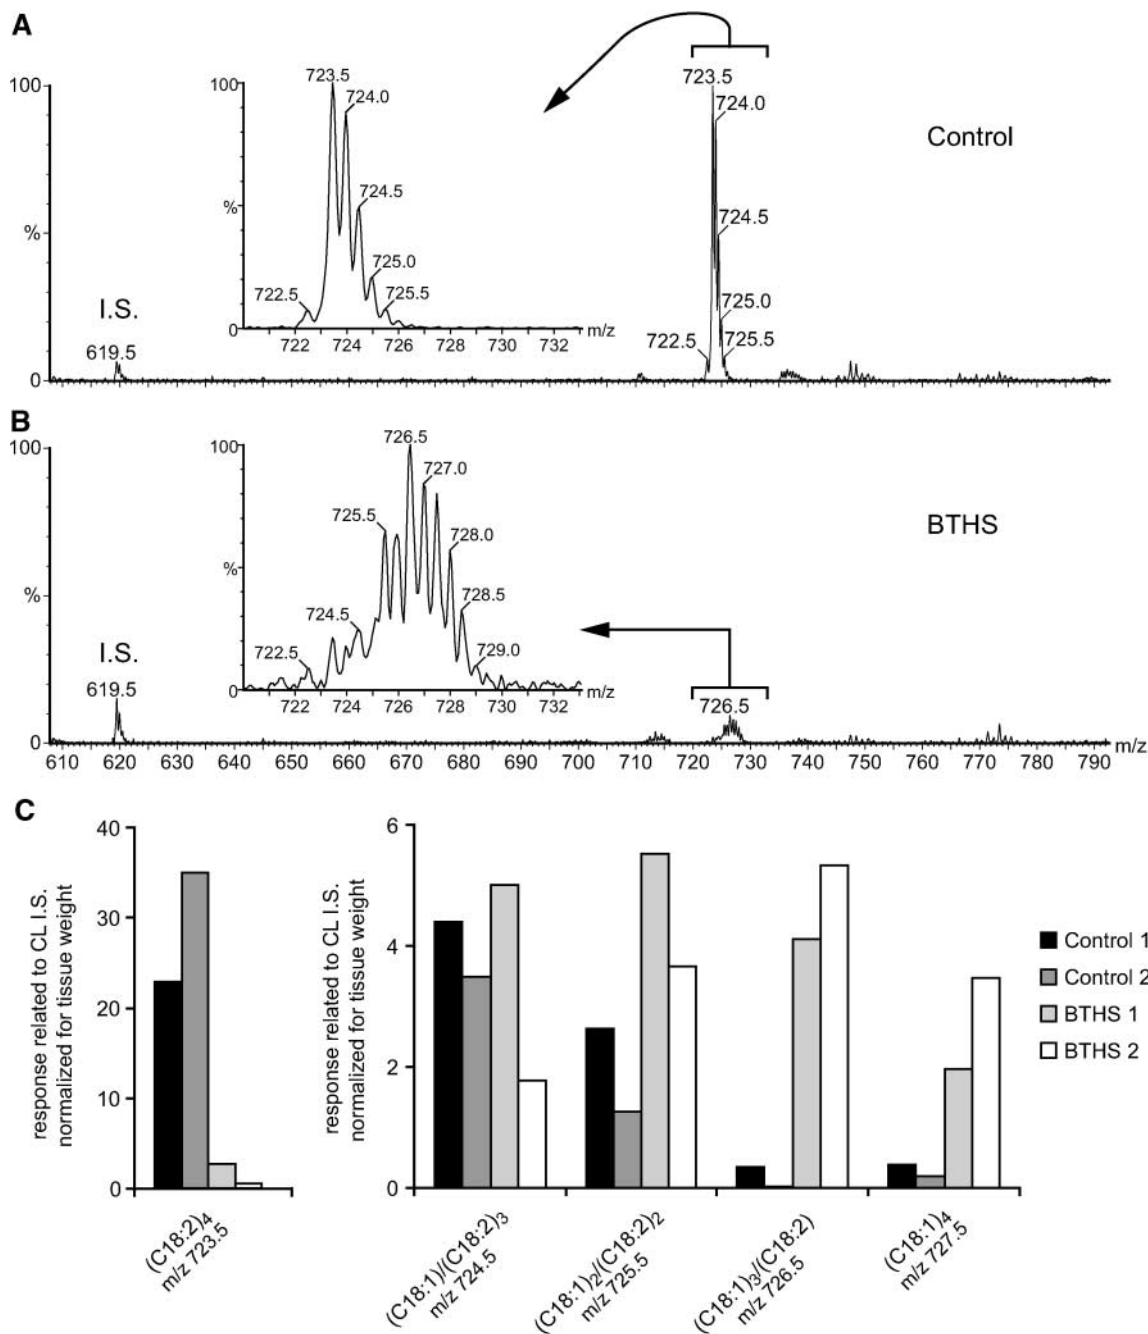 A
723.5
724.0
724.5
725.0
725.5
722.5
100
%
0
722 724 726 728 730 732 m/z
723.5
724.0
724.5
725.0
725.5
722.5
Control
100
%
0
I.S.
619.5
B
726.5
727.0
725.5
728.0
728.5
724.5
722.5
729.0
100
%
0
722 724 726 728 730 732 m/z
BTHS
100
%
0
I.S.
619.5
726.5
610 620 630 640 650 660 670 680 690 700 710 720 730 740 750 760 770 780 790 m/z
C
response related to CL I.S.
normalized for tissue weight
40
30
20
10
0
(C18:2)4
m/z 723.5
response related to CL I.S.
normalized for tissue weight
6
4
2
0
(C18:1)/(C18:2)3
m/z 724.5
(C18:1)2/(C18:2)2
m/z 725.5
(C18:1)3/(C18:2)
m/z 726.5
(C18:1)4
m/z 727.5
Control 1
Control 2
BTHS 1
BTHS 2